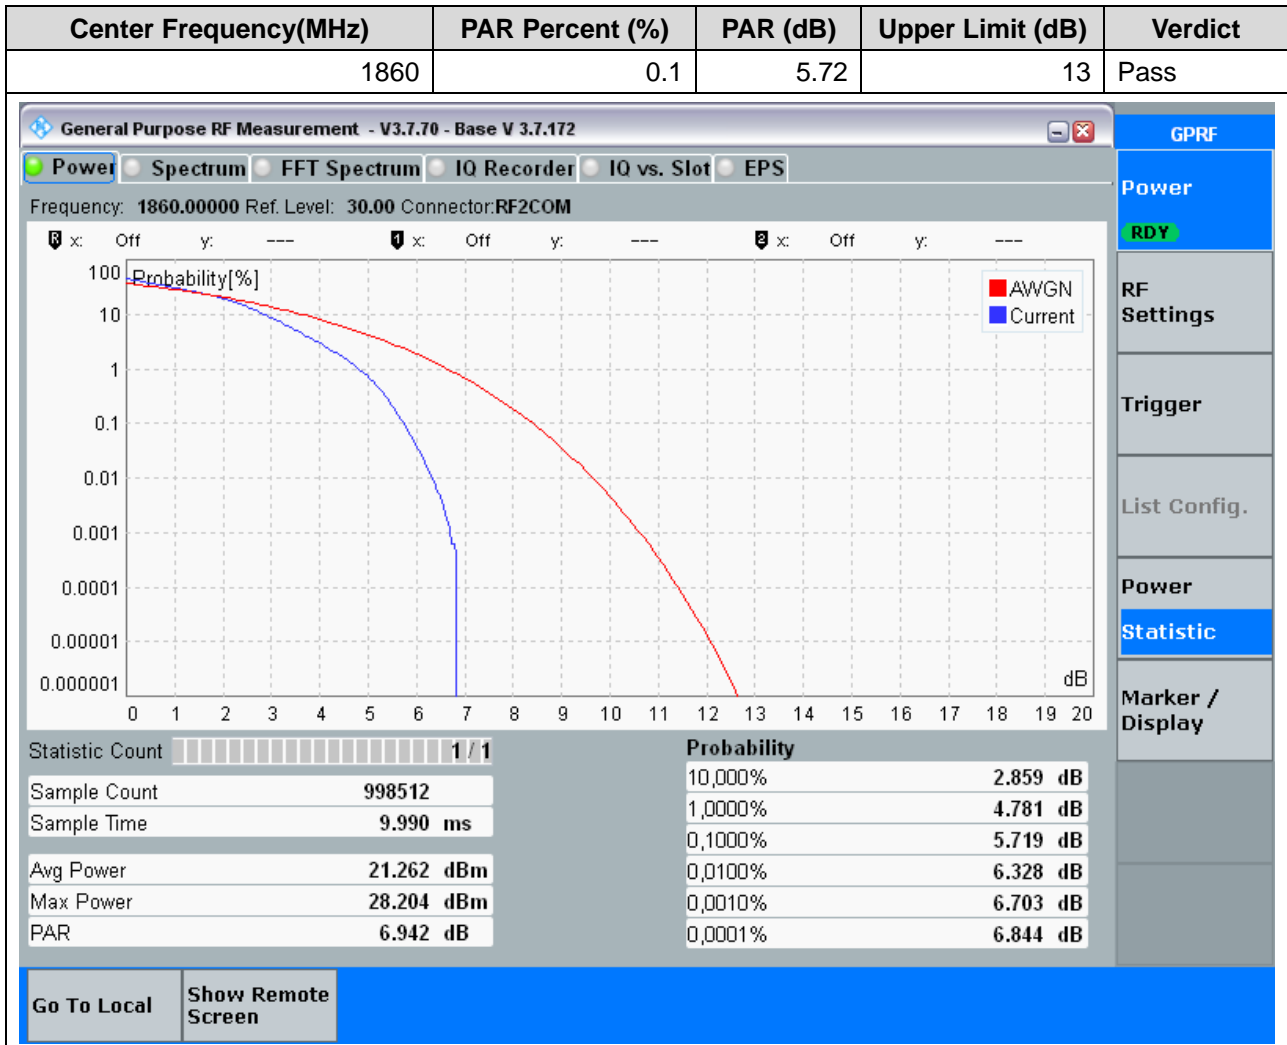 Center Frequency(MHz) PAR Percent (%) PAR (dB) Upper Limit (dB) Verdict
1860 0.1 5.72 13 Pass
General Purpose RF Measurement - V3.7.70 - Base V 3.7.172
GPRF
Power Spectrum FFT Spectrum IQ Recorder IQ vs. Slot EPS
Frequency: 1860.00000 Ref. Level: 30.00 Connector:RF2COM
R x: Off y: --- 1 x: Off y: --- 2 x: Off y: ---
Probability[%]
AWGN
Current
100
10
1
0.1
0.01
0.001
0.0001
0.00001
0.000001
dB
0 1 2 3 4 5 6 7 8 9 10 11 12 13 14 15 16 17 18 19 20
Statistic Count 1 / 1
Sample Count 998512
Sample Time 9.990 ms
Avg Power 21.262 dBm
Max Power 28.204 dBm
PAR 6.942 dB
Probability
10,000% 2.859 dB
1,0000% 4.781 dB
0,1000% 5.719 dB
0,0100% 6.328 dB
0,0010% 6.703 dB
0,0001% 6.844 dB
Power
RDY
RF
Settings
Trigger
List Config.
Power
Statistic
Marker /
Display
Go To Local
Show Remote
Screen